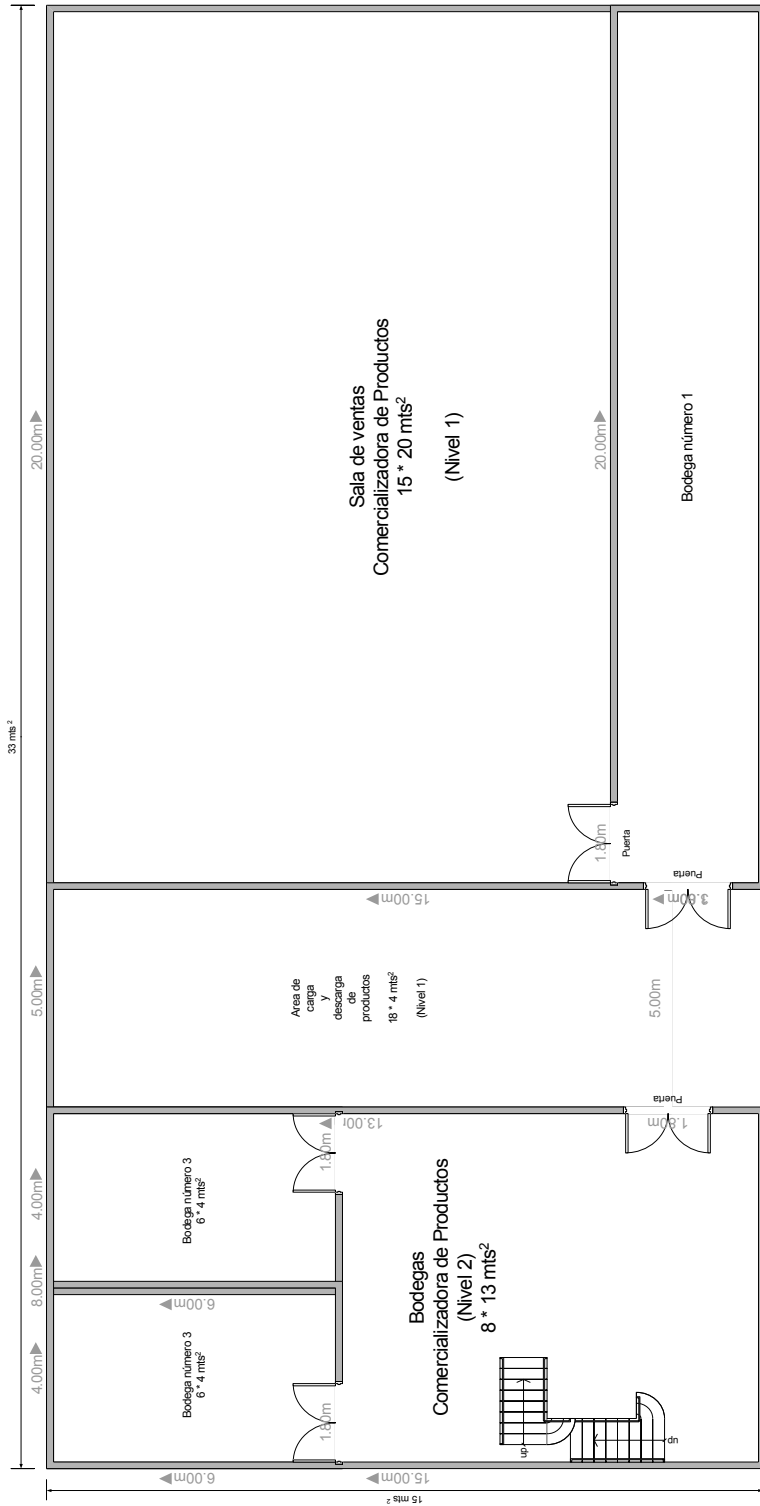 33 mts²
20.00m
5.00m
4.00m
8.00m
4.00m
Sala de ventas
Comercializadora de Productos
15 * 20 mts²
(Nivel 1)
20.00m
Bodega número 1
1.80m
Puerta
Puerta
3.80m
15.00m
Area de
carga
y
descarga
de
productos
18 * 4 mts²
(Nivel 1)
5.00m
Puerta
1.80m
13.00m
1.80m
Bodega número 3
6 * 4 mts²
6.00m
Bodega número 3
6 * 4 mts²
1.80m
Bodegas
Comercializadora de Productos
(Nivel 2)
8 * 13 mts²
up
up
6.00m
15.00m
15 mts²